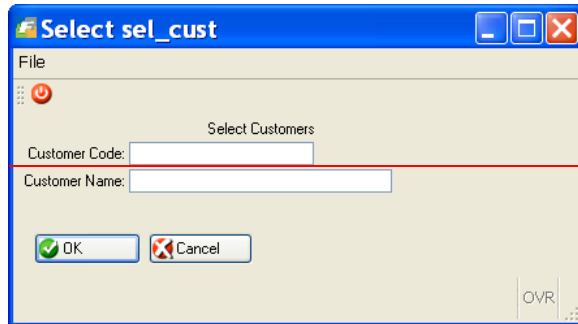 Select sel_cust
File
Select Customers
Customer Code:
Customer Name:
OK Cancel
OVR